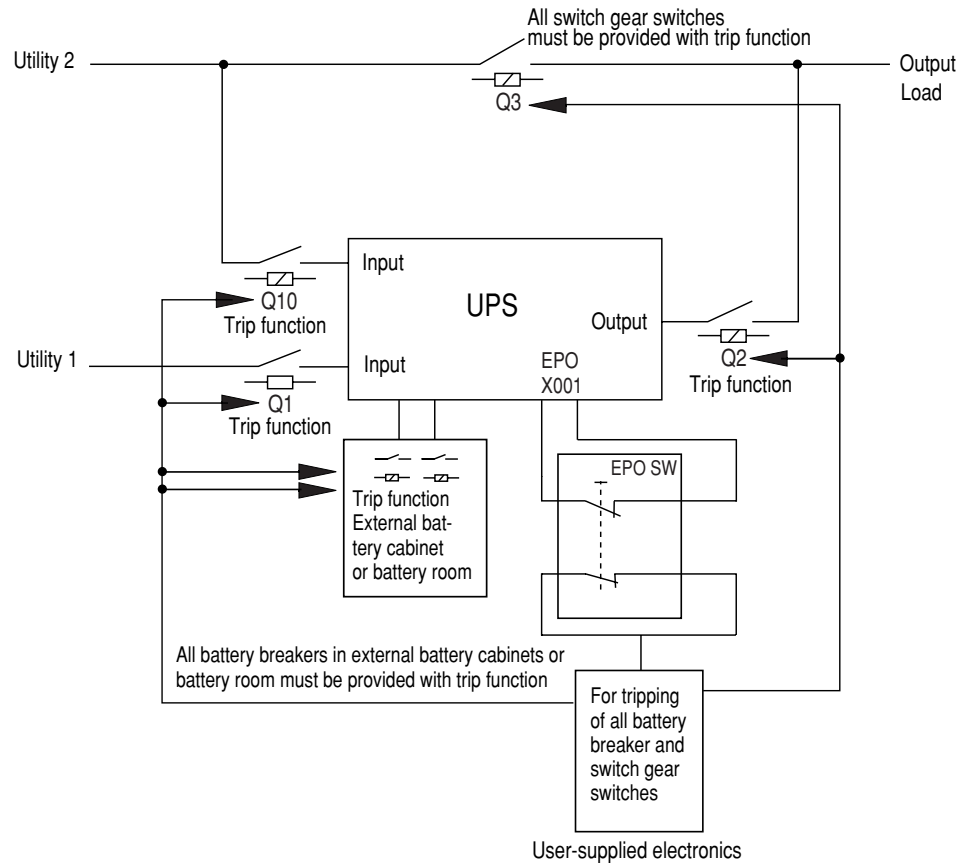 All switch gear switches
must be provided with trip function
Utility 2
Output
Load
Q3
Input
UPS
Q10
Trip function
Output
Utility 1
Input
EPO
X001
Q2
Trip function
Q1
Trip function
EPO SW
Trip function
External bat-
tery cabinet
or battery room
All battery breakers in external battery cabinets or
battery room must be provided with trip function
For tripping
of all battery
breaker and
switch gear
switches
User-supplied electronics